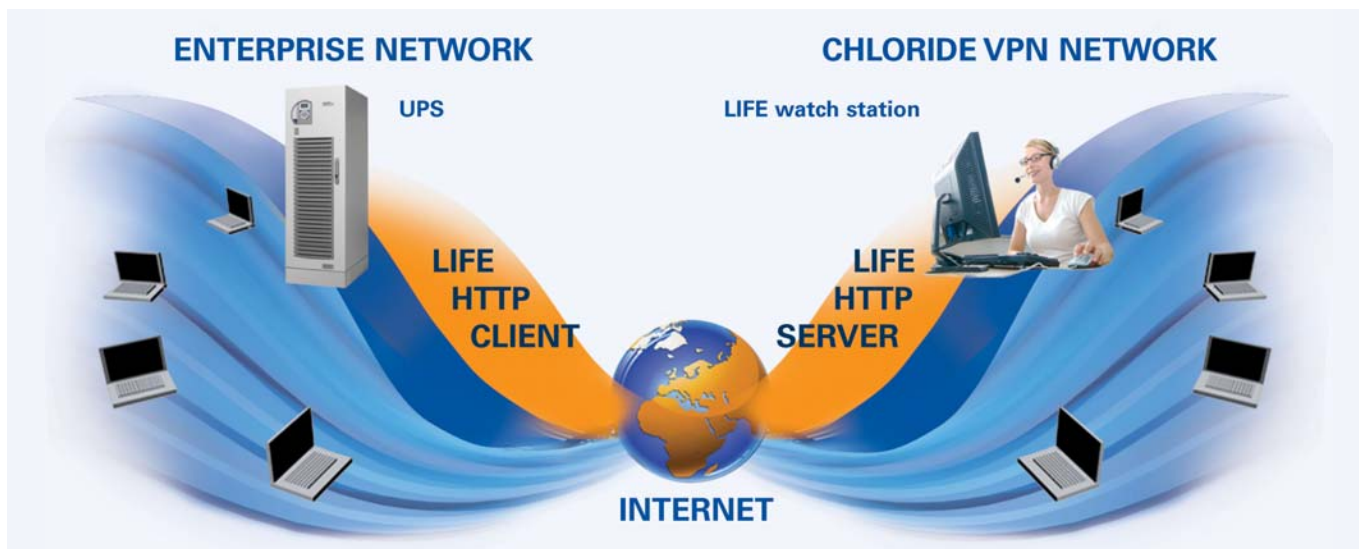 ENTERPRISE NETWORK
CHLORIDE VPN NETWORK
UPS
LIFE watch station
LIFE
HTTP
CLIENT
LIFE
HTTP
SERVER
INTERNET